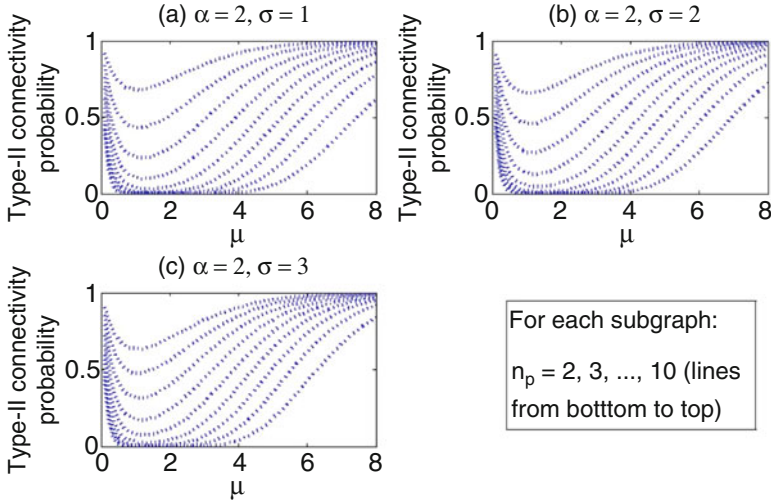 (a) α = 2, σ = 1
Type-II connectivity
probability
1
0.5
0
0 2 4 6 8
μ
(b) α = 2, σ = 2
Type-II connectivity
probability
1
0.5
0
0 2 4 6 8
μ
(c) α = 2, σ = 3
Type-II connectivity
probability
1
0.5
0
0 2 4 6 8
μ
For each subgraph:
nₚ = 2, 3, ..., 10 (lines
from botttom to top)